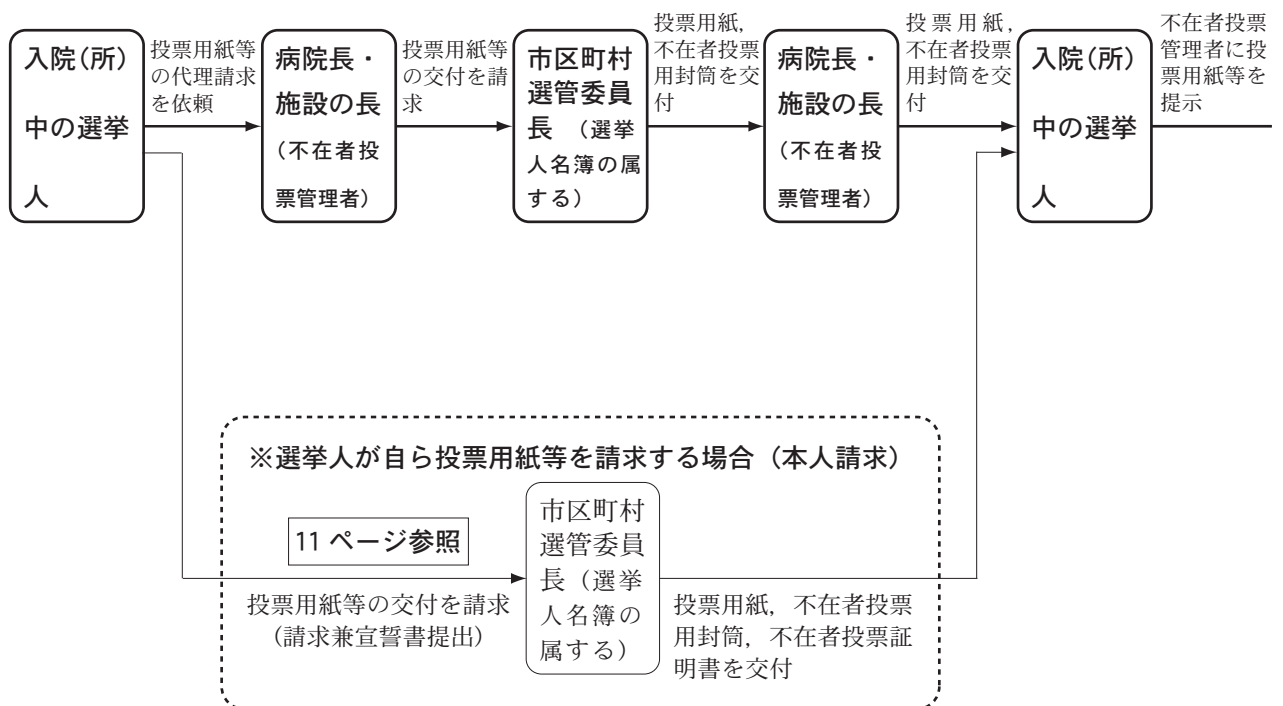 入院(所)
中の選挙
人
投票用紙等
の代理請求
を依頼
病院長・
施設の長
（不在者投
票管理者）
投票用紙等
の交付を請
求
市区町村
選管委員
長（選挙
人名簿の属
する）
投票用紙，
不在者投票
用封筒を交
付
病院長・
施設の長
（不在者投
票管理者）
投票用紙，
不在者投票
用封筒を交
付
入院(所)
中の選挙
人
不在者投票
管理者に投
票用紙等を
提示
※選挙人が自ら投票用紙等を請求する場合（本人請求）
11 ページ参照
投票用紙等の交付を請求
（請求兼宣誓書提出）
市区町村
選管委員
長（選挙
人名簿の
属する）
投票用紙，不在者投票
用封筒，不在者投票証
明書を交付